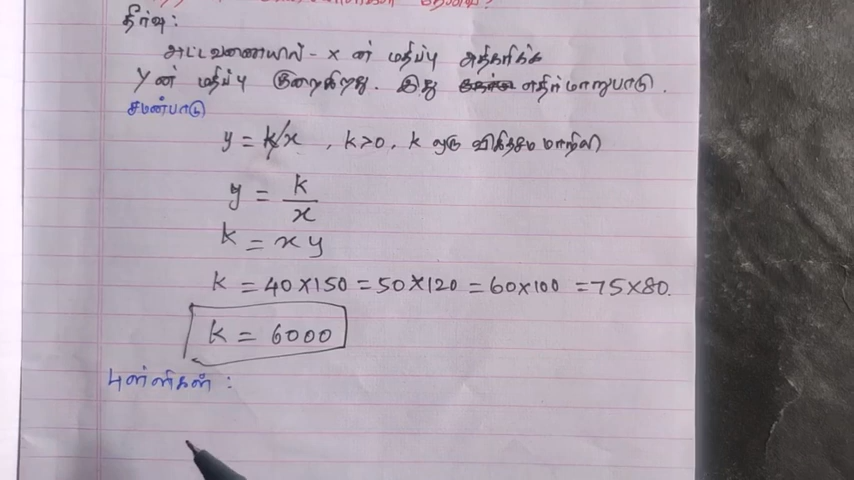 தீர்வு:
அட்டவணையில் - x ன் மதிப்பு அதிகரிக்க
y ன் மதிப்பு குறைகிறது. இது எதிர்மாறுபாடு.
சமன்பாடு
y = k/x, k>0, k ஒரு விகிதசம மாறிலி
y = k/x
k = xy
k = 40×150 = 50×120 = 60×100 = 75×80.
k = 6000
புள்ளிகள் :